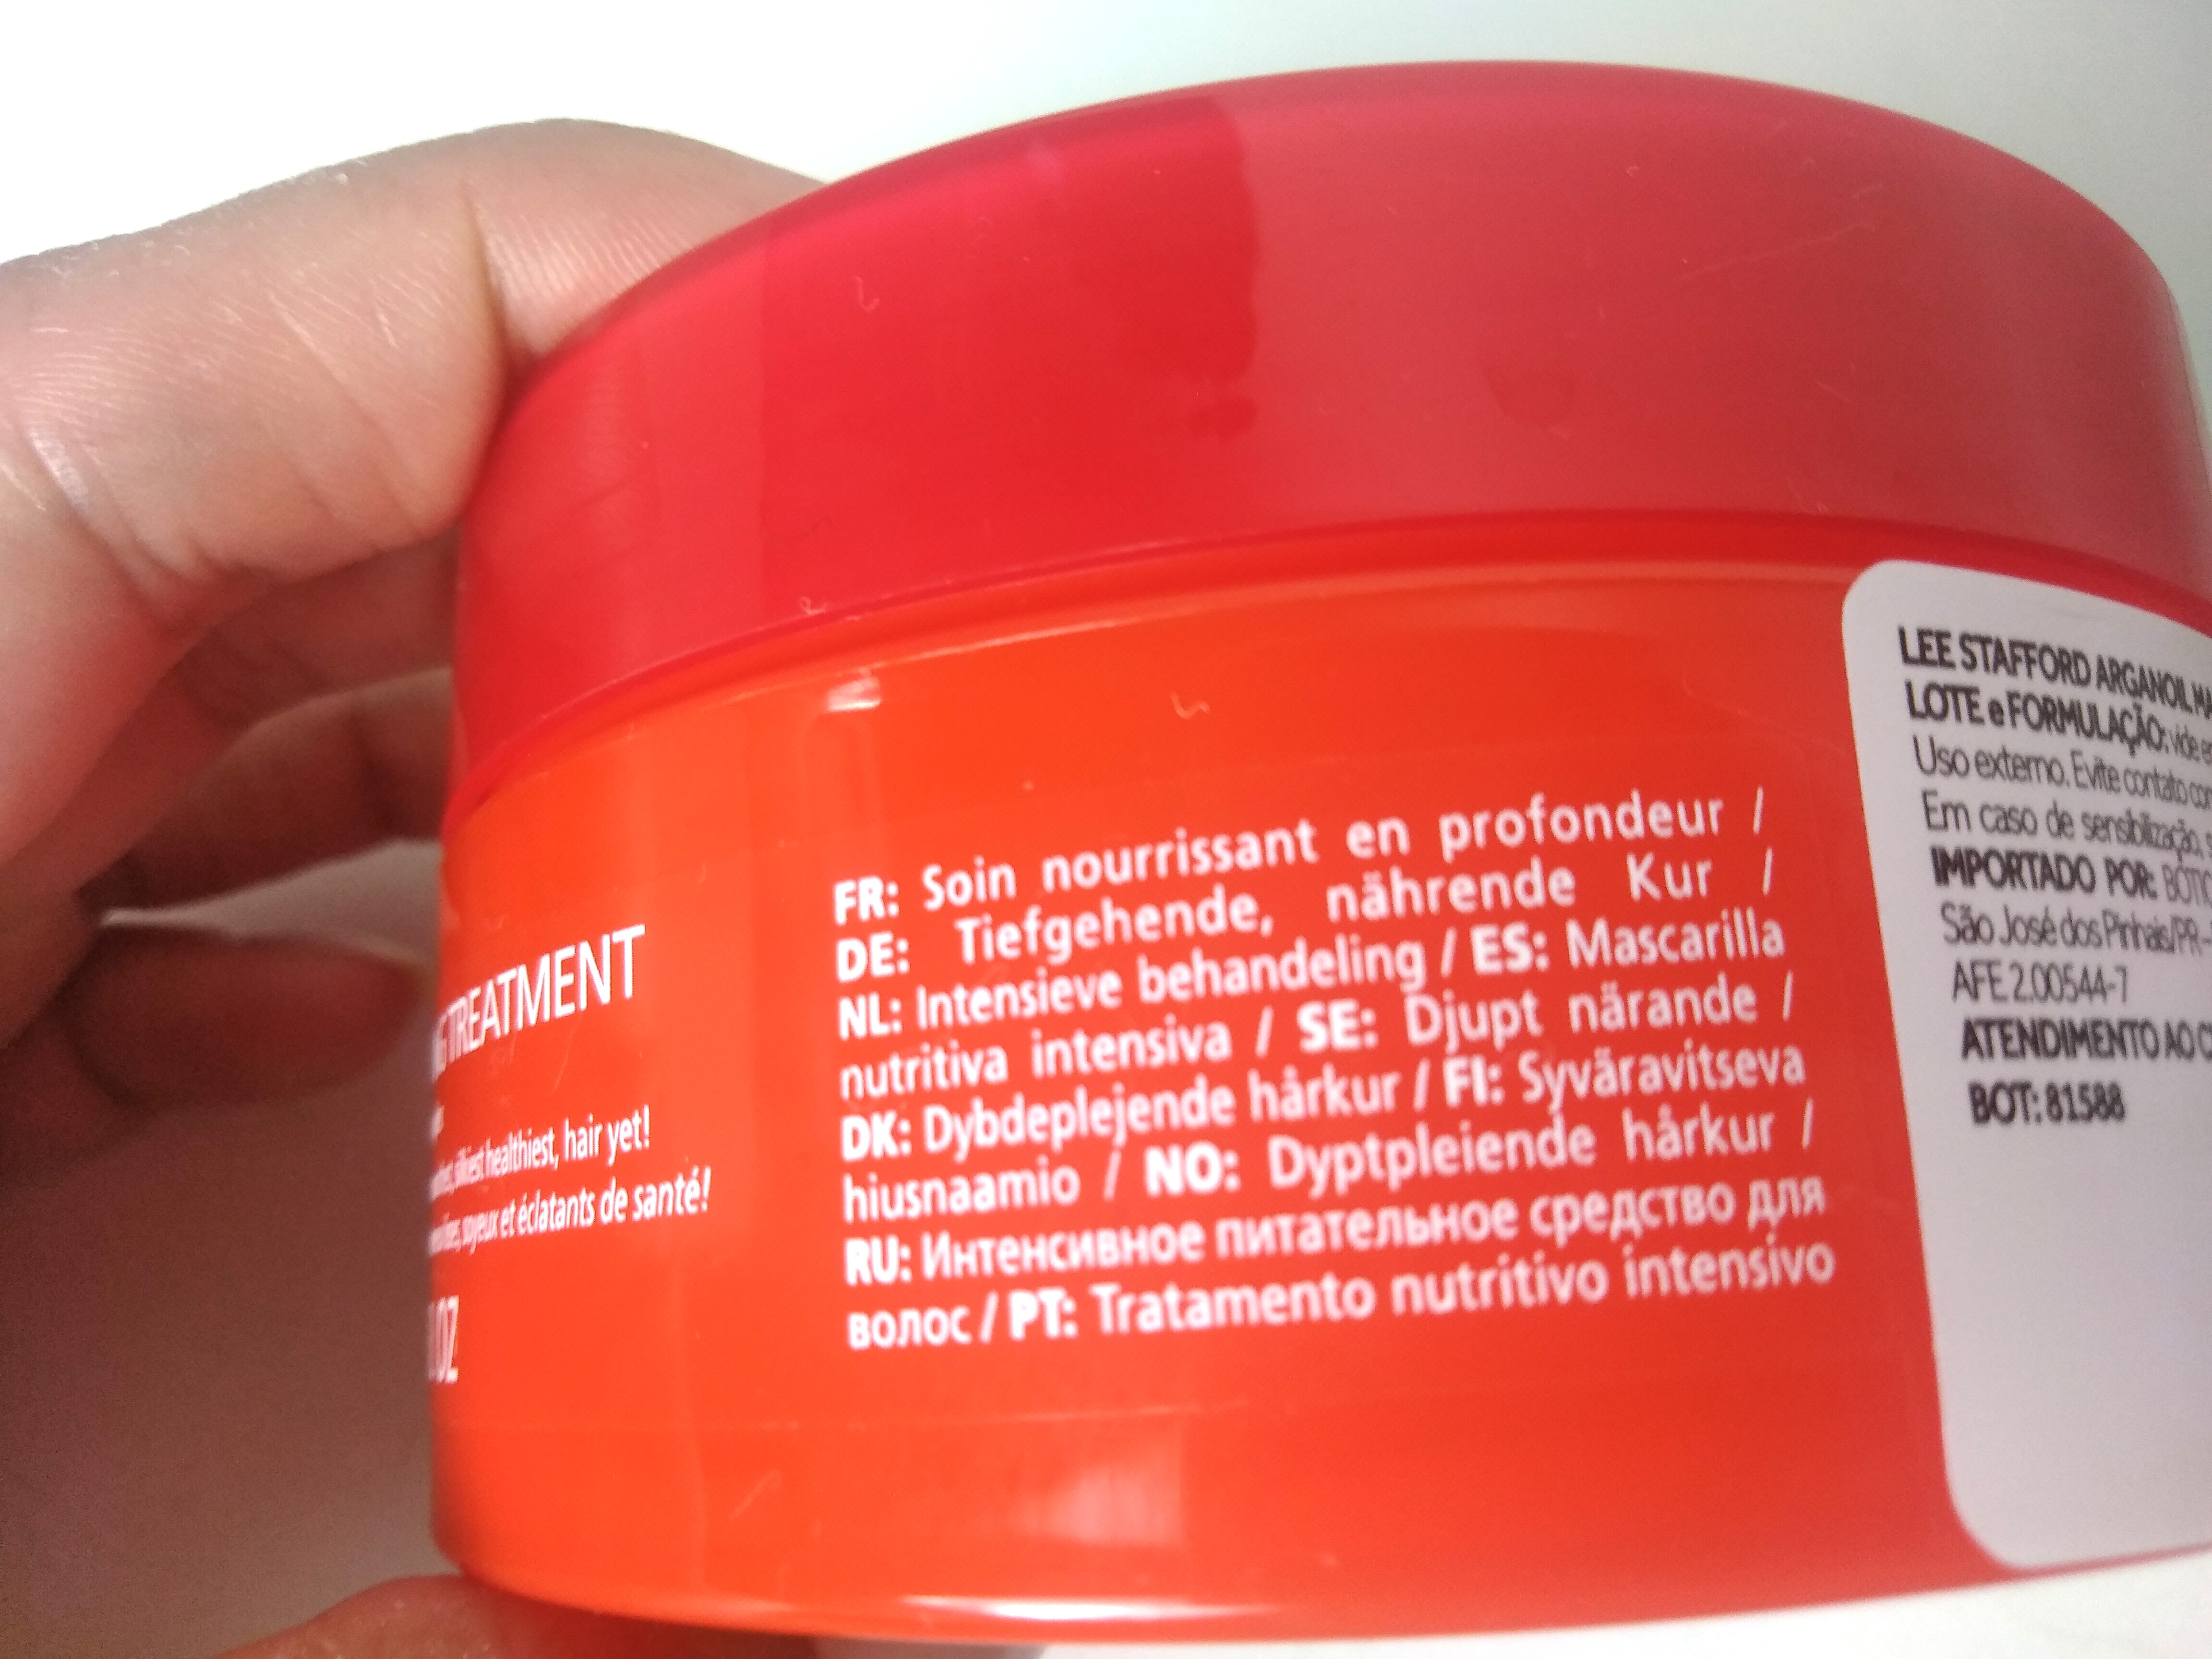 TREATMENT
healthiest, hair yet!
soyeux et éclatants de santé!
OZ
FR: Soin nourrissant en profondeur /
DE: Tiefgehende, nährende Kur /
NL: Intensieve behandeling / ES: Mascarilla
nutritiva intensiva / SE: Djupt närande /
DK: Dybdeplejende hårkur / FI: Syväravitseva
hiusnaamio / NO: Dyptpleiende hårkur /
RU: Интенсивное питательное средство для
волос / PT: Tratamento nutritivo intensivo
LEE STAFFORD ARGANOIL
LOTE e FORMULAÇÃO: vide
Uso externo. Evite contato
Em caso de sensibilização,
IMPORTADO POR:
São José dos Pinhais/PR-
AFE 2.00544-7
ATENDIMENTO AO
BOT: 81588